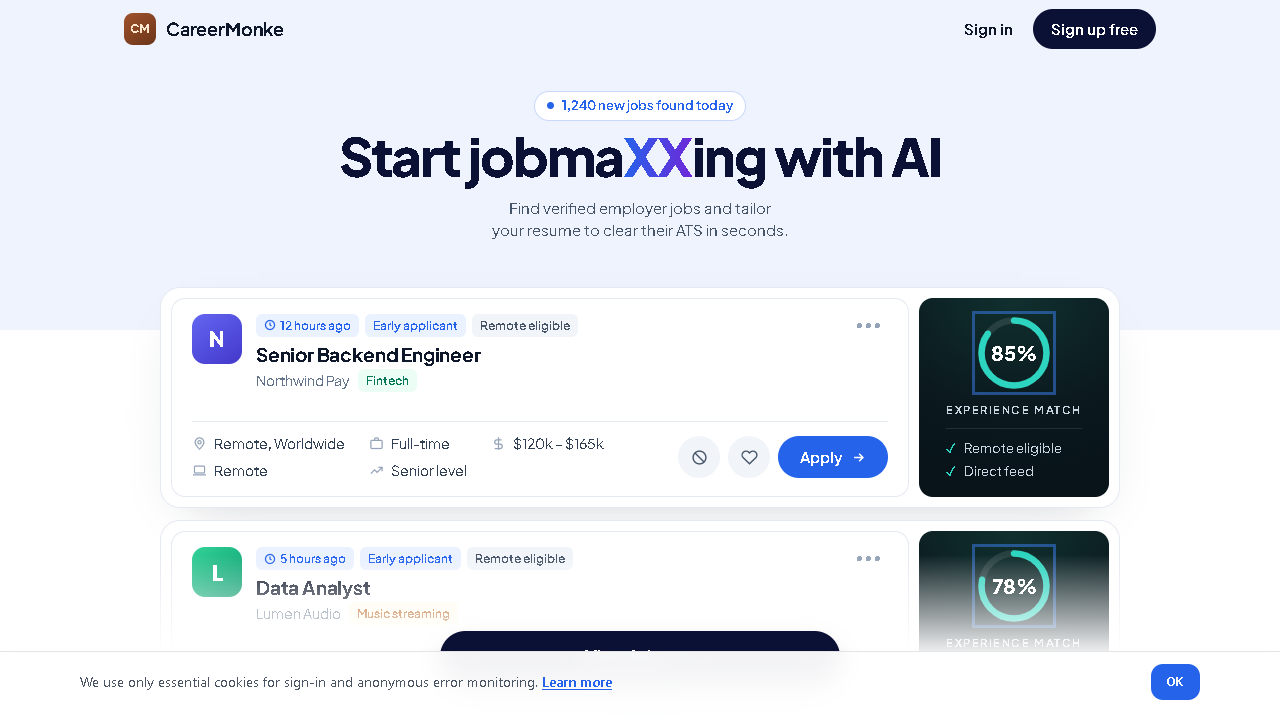 CM CareerMonke Sign in Sign up free
1,240 new jobs found today
Start jobmaXXing with AI
Find verified employer jobs and tailor
your resume to clear their ATS in seconds.
N
12 hours ago Early applicant Remote eligible
Senior Backend Engineer
Northwind Pay Fintech
Remote, Worldwide Full-time $120k – $165k
Remote Senior level
Apply
85%
EXPERIENCE MATCH
Remote eligible
Direct feed
L
5 hours ago Early applicant Remote eligible
Data Analyst
Lumen Audio Music streaming
78%
EXPERIENCE MATCH
We use only essential cookies for sign-in and anonymous error monitoring. Learn more OK